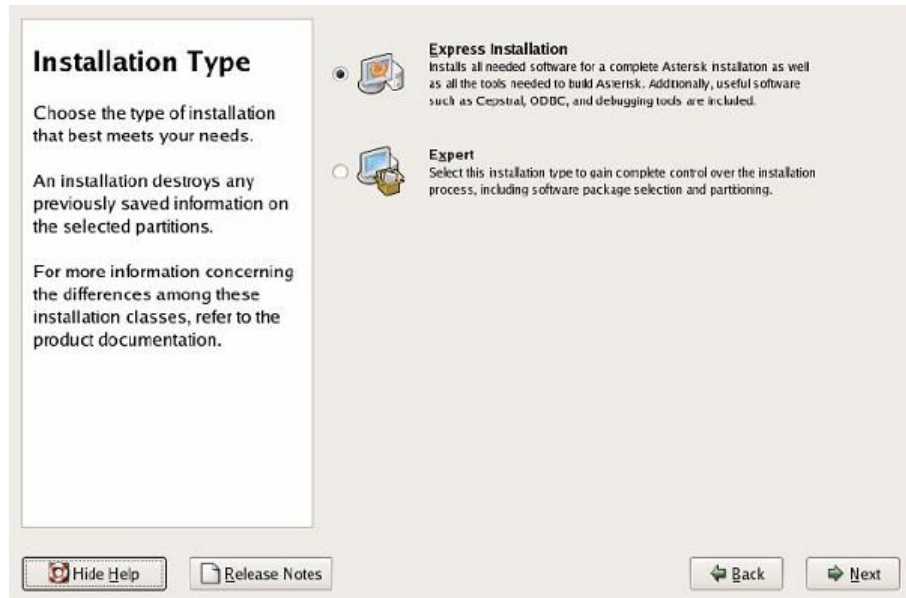 Installation Type
Choose the type of installation
that best meets your needs.
An installation destroys any
previously saved information on
the selected partitions.
For more information concerning
the differences among these
installation classes, refer to the
product documentation.
Express Installation
Installs all needed software for a complete Asterisk installation as well
as all the tools needed to build Asterisk. Additionally, useful software
such as Cepstral, ODBC, and debugging tools are included.
Expert
Select this installation type to gain complete control over the installation
process, including software package selection and partitioning.
Hide Help
Release Notes
Back
Next